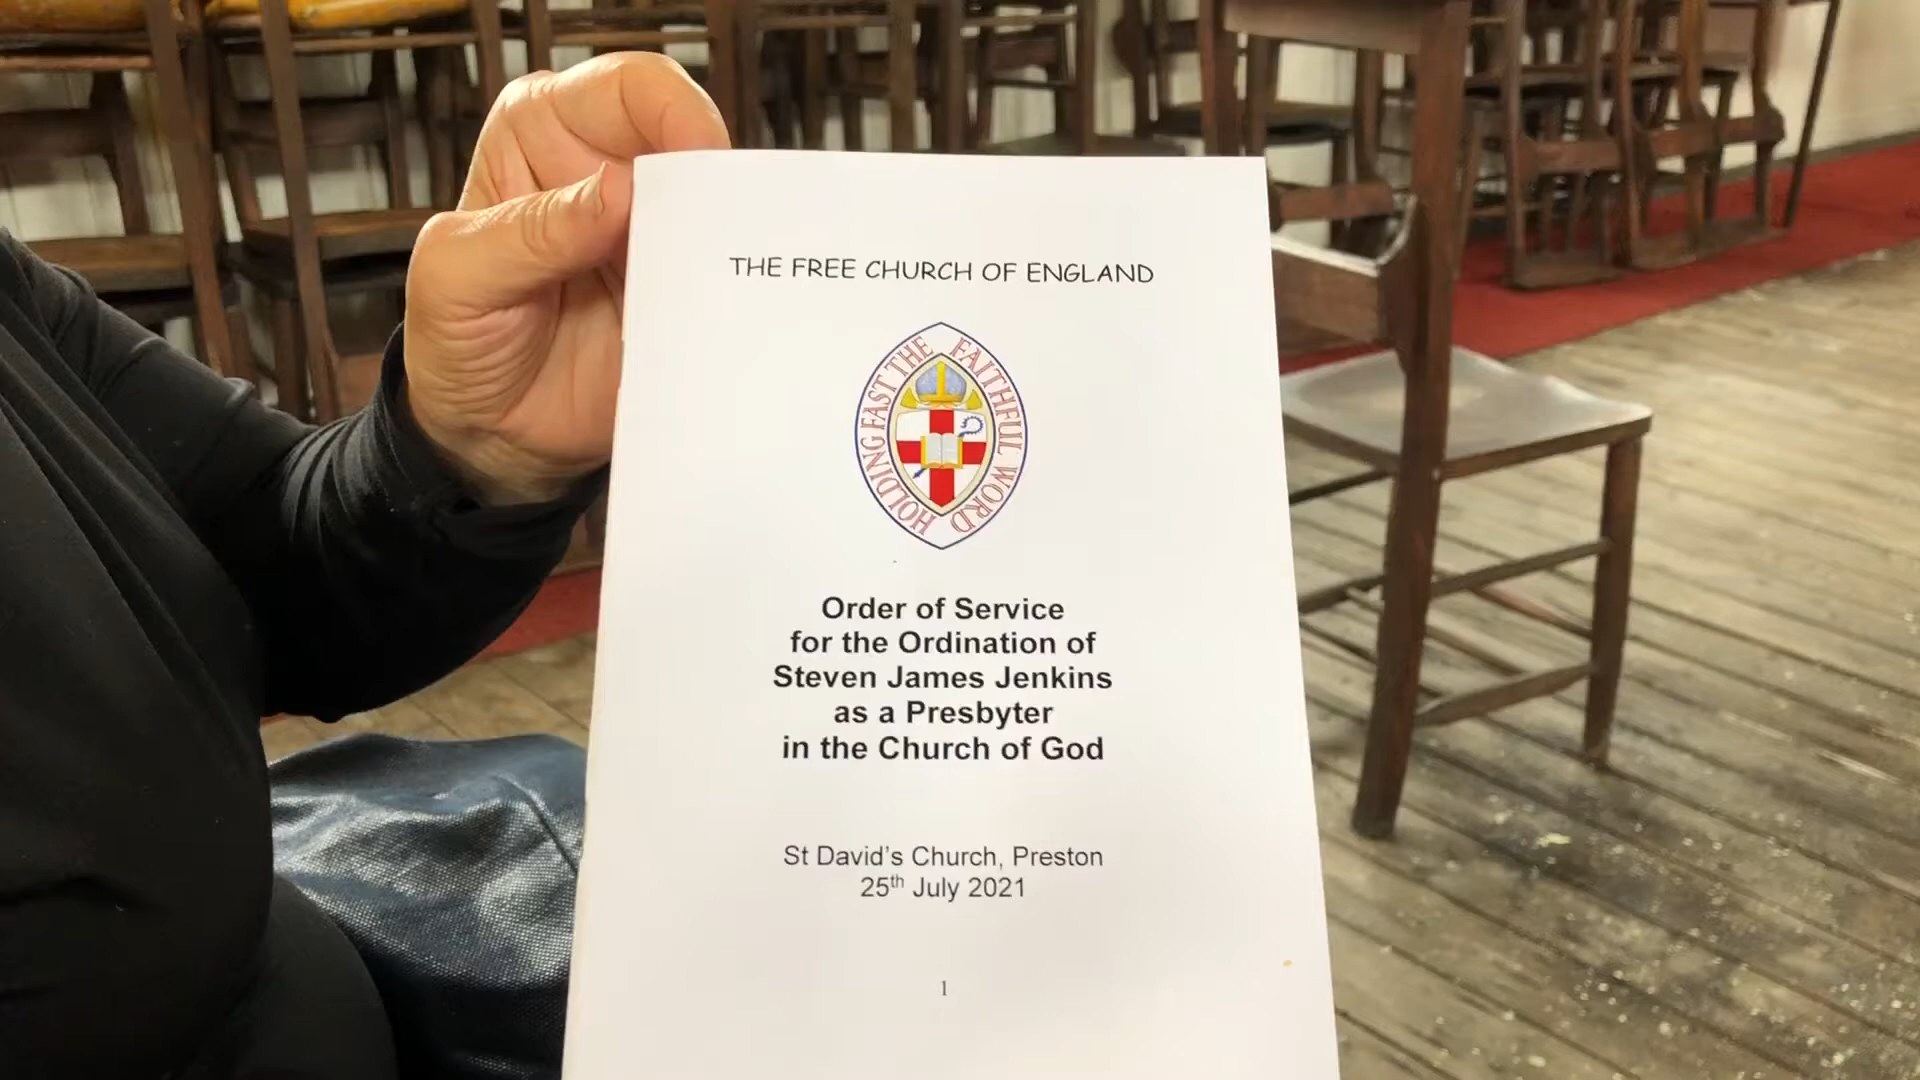 THE FREE CHURCH OF ENGLAND
HOLDING FAST THE FAITHFUL WORD
Order of Service
for the Ordination of
Steven James Jenkins
as a Presbyter
in the Church of God
St David's Church, Preston
25th July 2021
1